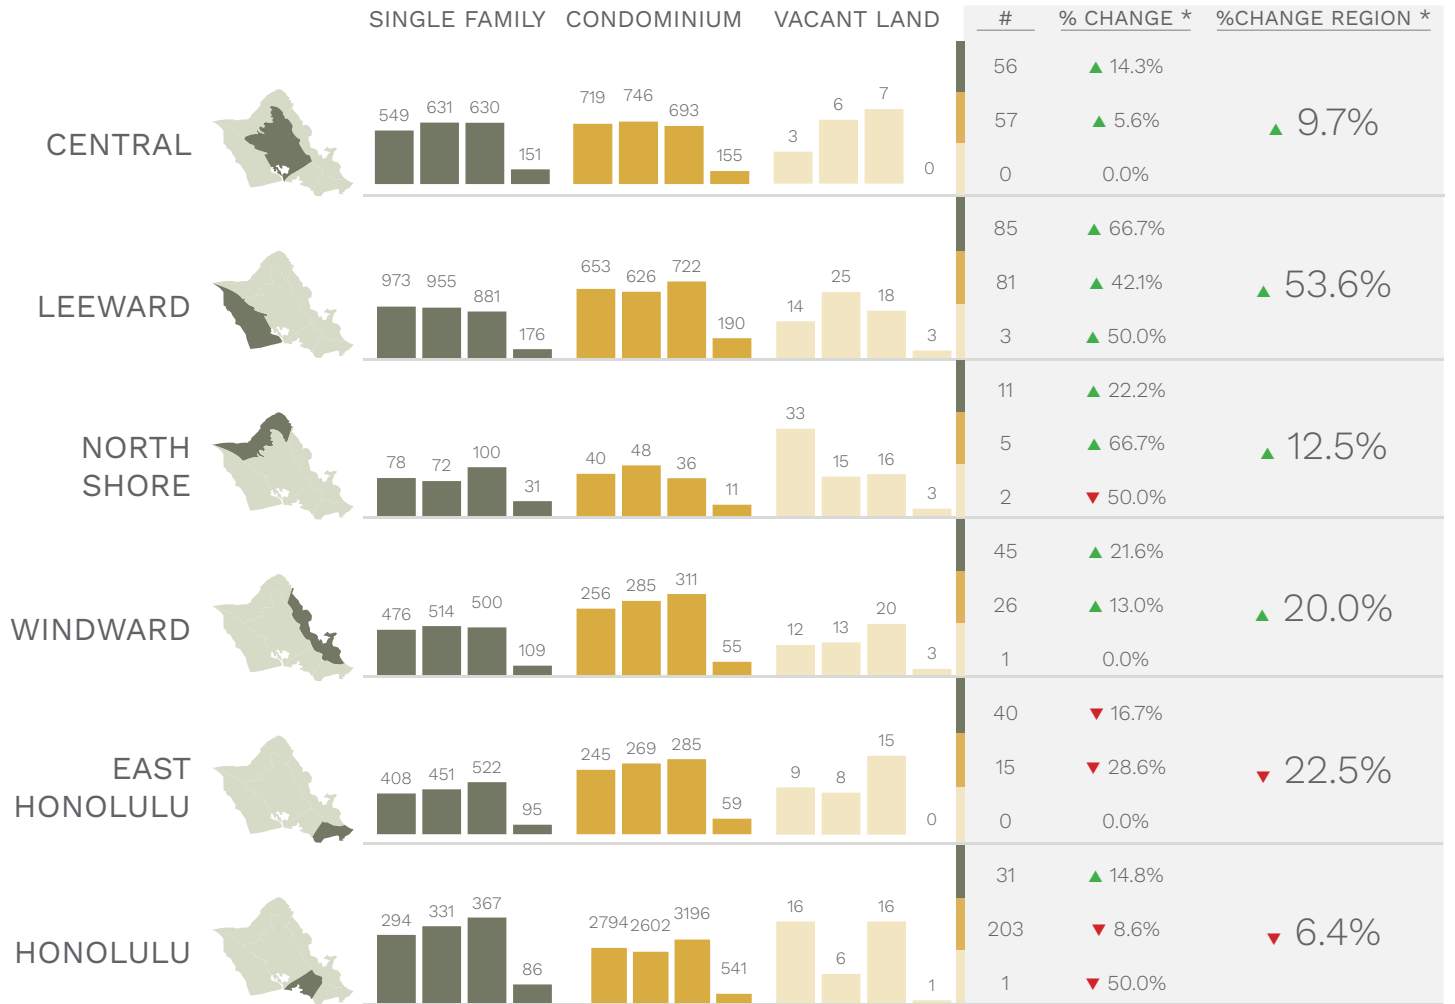 SINGLE FAMILY CONDOMINIUM VACANT LAND # % CHANGE * %CHANGE REGION *
CENTRAL
549 631 630 151
719 746 693 155
3 6 7 0
56 ▲ 14.3%
57 ▲ 5.6%
0 0.0%
▲ 9.7%
LEEWARD
973 955 881 176
653 626 722 190
14 25 18 3
85 ▲ 66.7%
81 ▲ 42.1%
3 ▲ 50.0%
▲ 53.6%
NORTH
SHORE
78 72 100 31
40 48 36 11
33 15 16 3
11 ▲ 22.2%
5 ▲ 66.7%
2 ▼ 50.0%
▲ 12.5%
WINDWARD
476 514 500 109
256 285 311 55
12 13 20 3
45 ▲ 21.6%
26 ▲ 13.0%
1 0.0%
▲ 20.0%
EAST
HONOLULU
408 451 522 95
245 269 285 59
9 8 15 0
40 ▼ 16.7%
15 ▼ 28.6%
0 0.0%
▼ 22.5%
HONOLULU
294 331 367 86
2794 2602 3196 541
16 6 16 1
31 ▲ 14.8%
203 ▼ 8.6%
1 ▼ 50.0%
▼ 6.4%